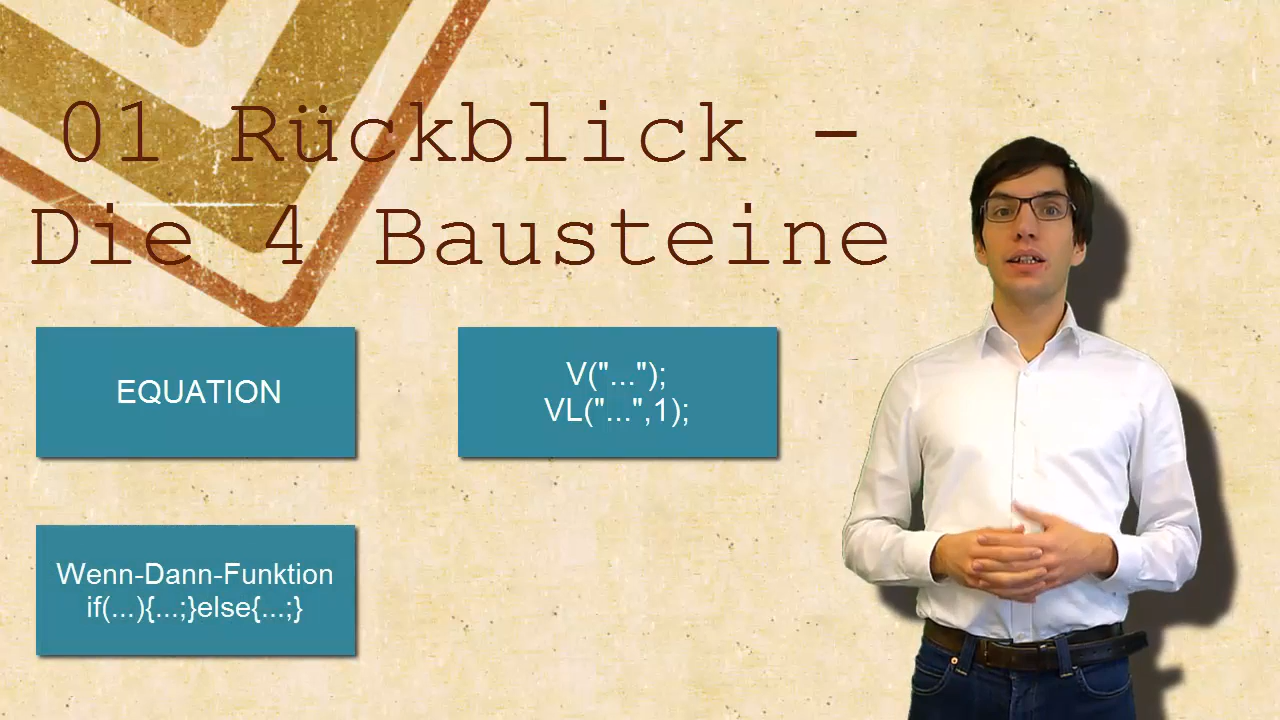 01 Rückblick -
Die 4 Bausteine
EQUATION
V("...");
VL("...",1);
Wenn-Dann-Funktion
if(...){...;}else{...;}